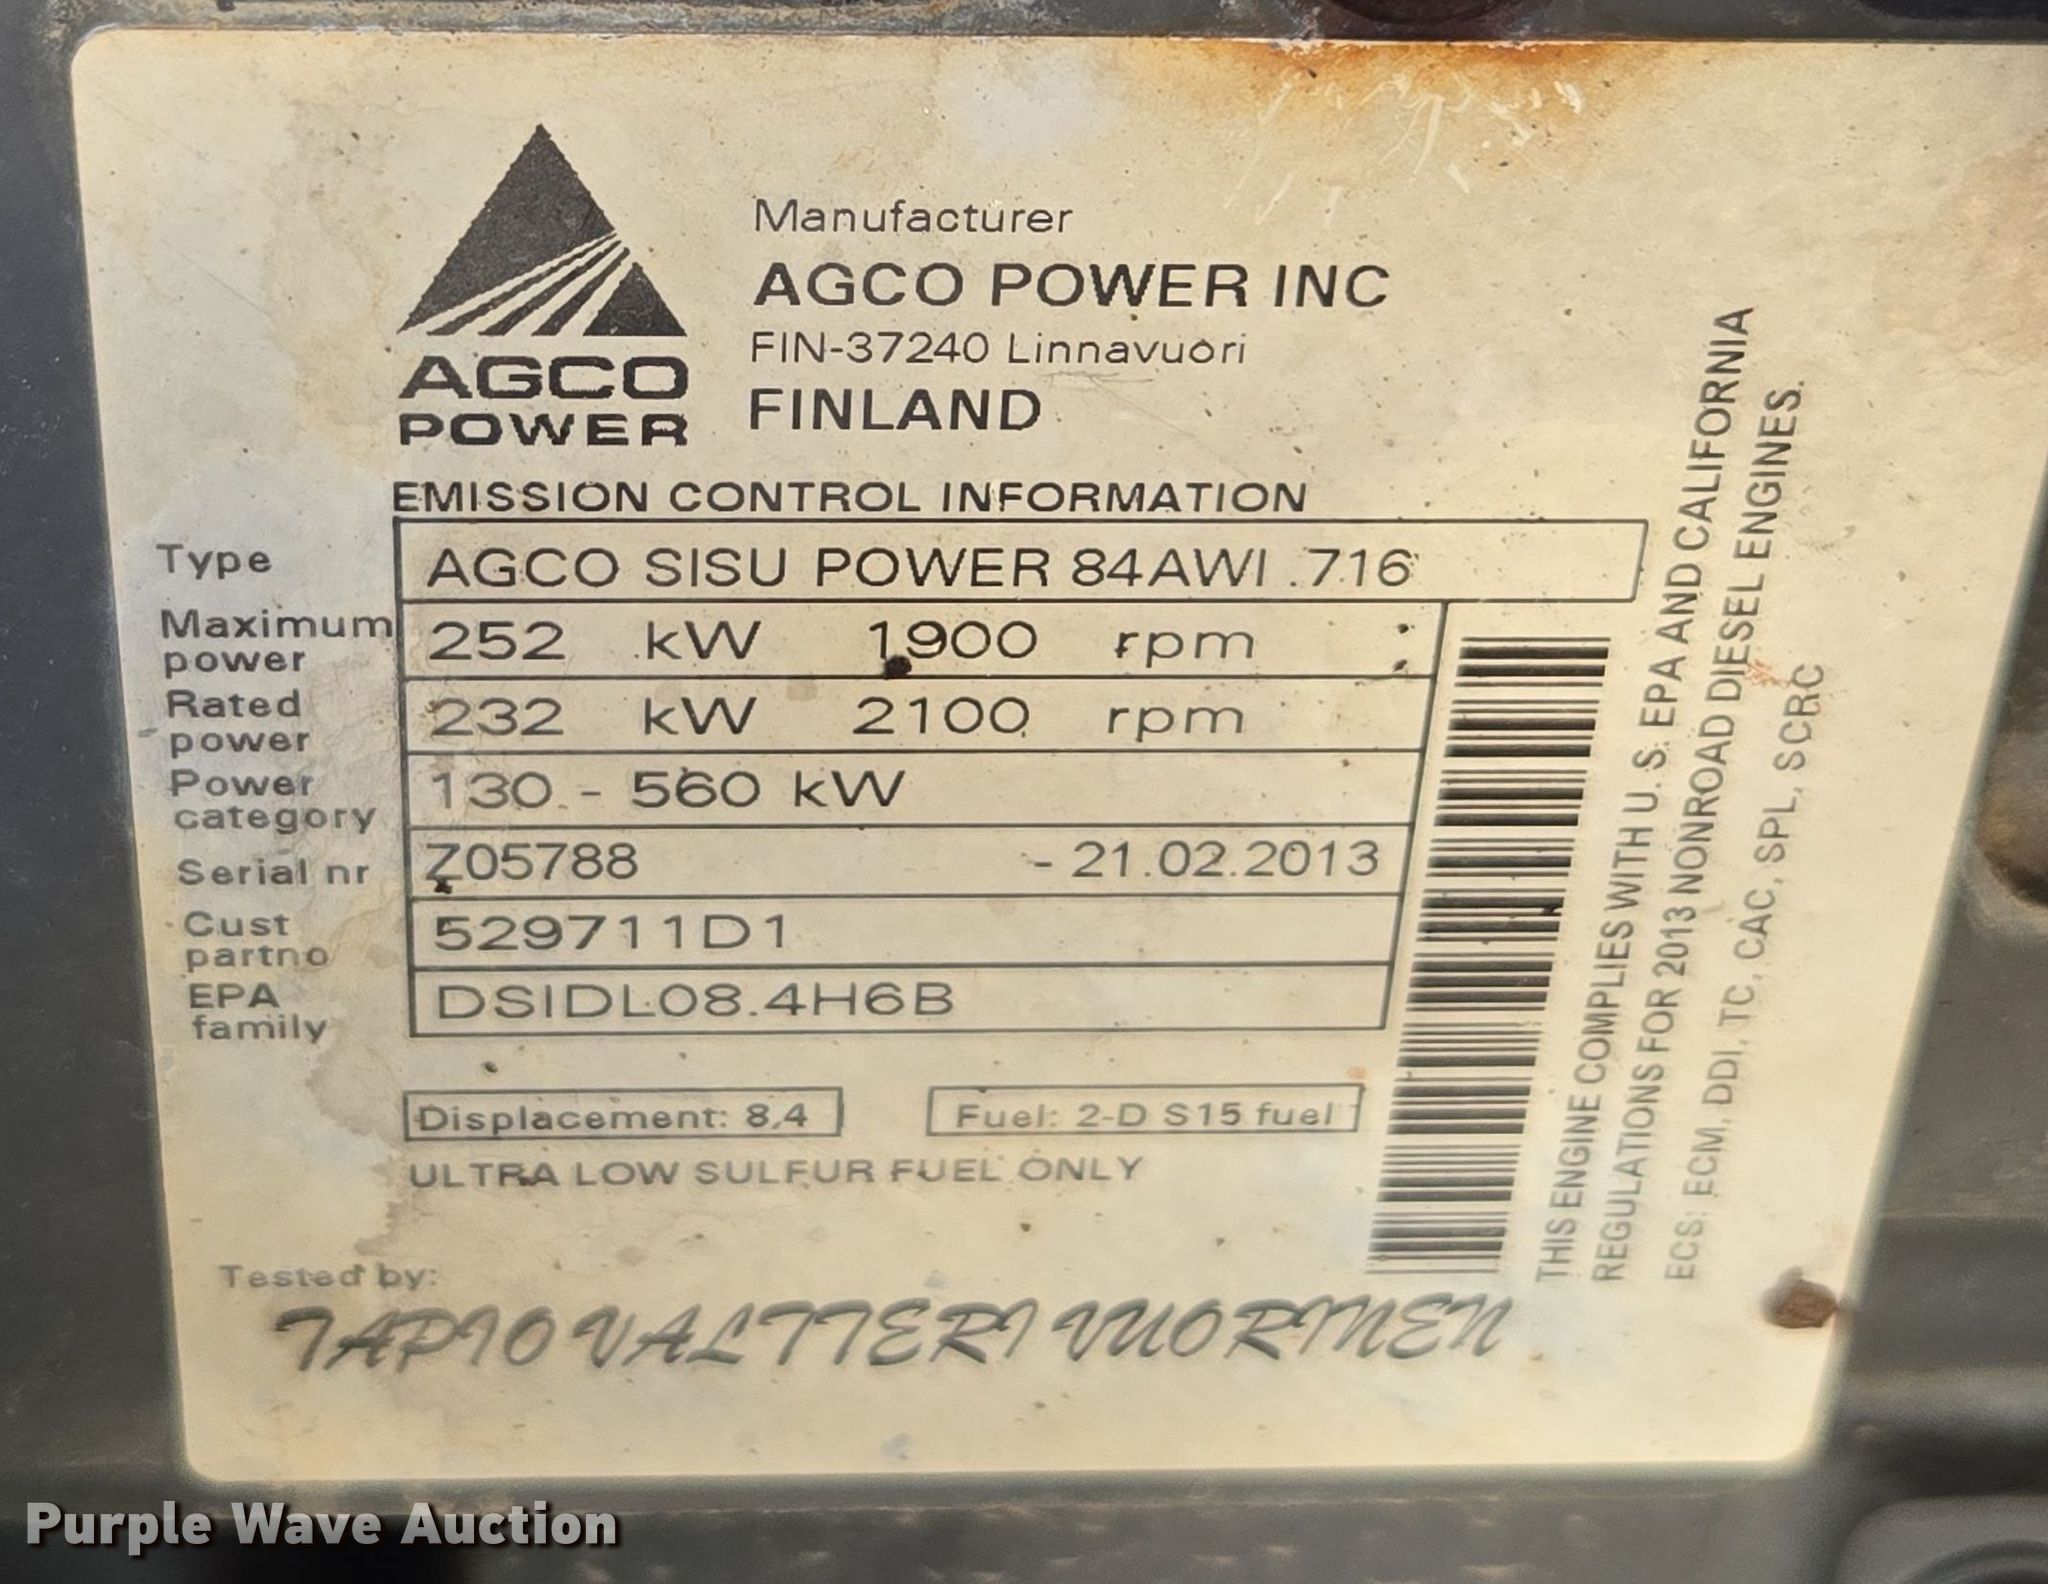 AGCO
POWER
Manufacturer
AGCO POWER INC
FIN-37240 Linnavuori
FINLAND
EMISSION CONTROL INFORMATION
Type AGCO SISU POWER 84AWI .716
Maximum power 252 kW 1900 rpm
Rated power 232 kW 2100 rpm
Power category 130 - 560 kW
Serial nr Z05788 - 21.02.2013
Cust partno 529711D1
EPA family DSIDL08.4H6B
Displacement: 8,4 Fuel: 2-D S15 fuel
ULTRA LOW SULFUR FUEL ONLY
Tested by:
TAPIO VALTTERI VUORINEN
THIS ENGINE COMPLIES WITH U.S. EPA AND CALIFORNIA
REGULATIONS FOR 2013 NONROAD DIESEL ENGINES.
ECS: ECM, DDI, TC, CAC, SPL, SCRC
Purple Wave Auction